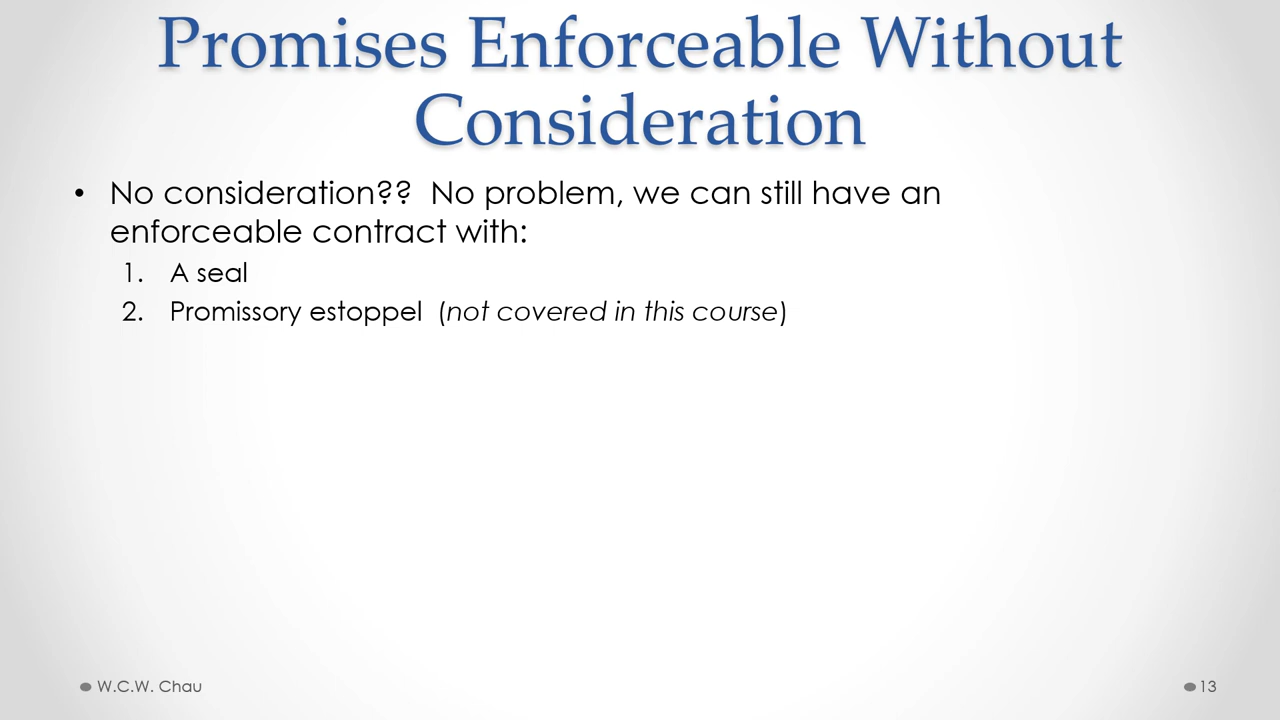 Promises Enforceable Without
Consideration
• No consideration??  No problem, we can still have an
enforceable contract with:
1. A seal
2. Promissory estoppel  (not covered in this course)
W.C.W. Chau
13